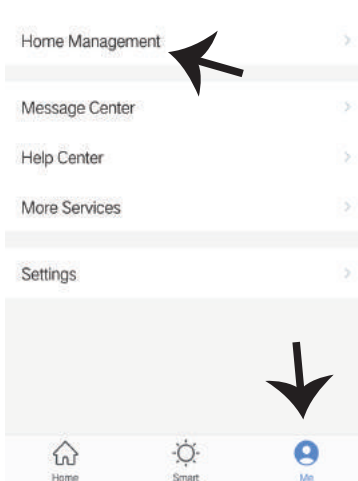 Home Management
Message Center
Help Center
More Services
Settings
Home Smart Me